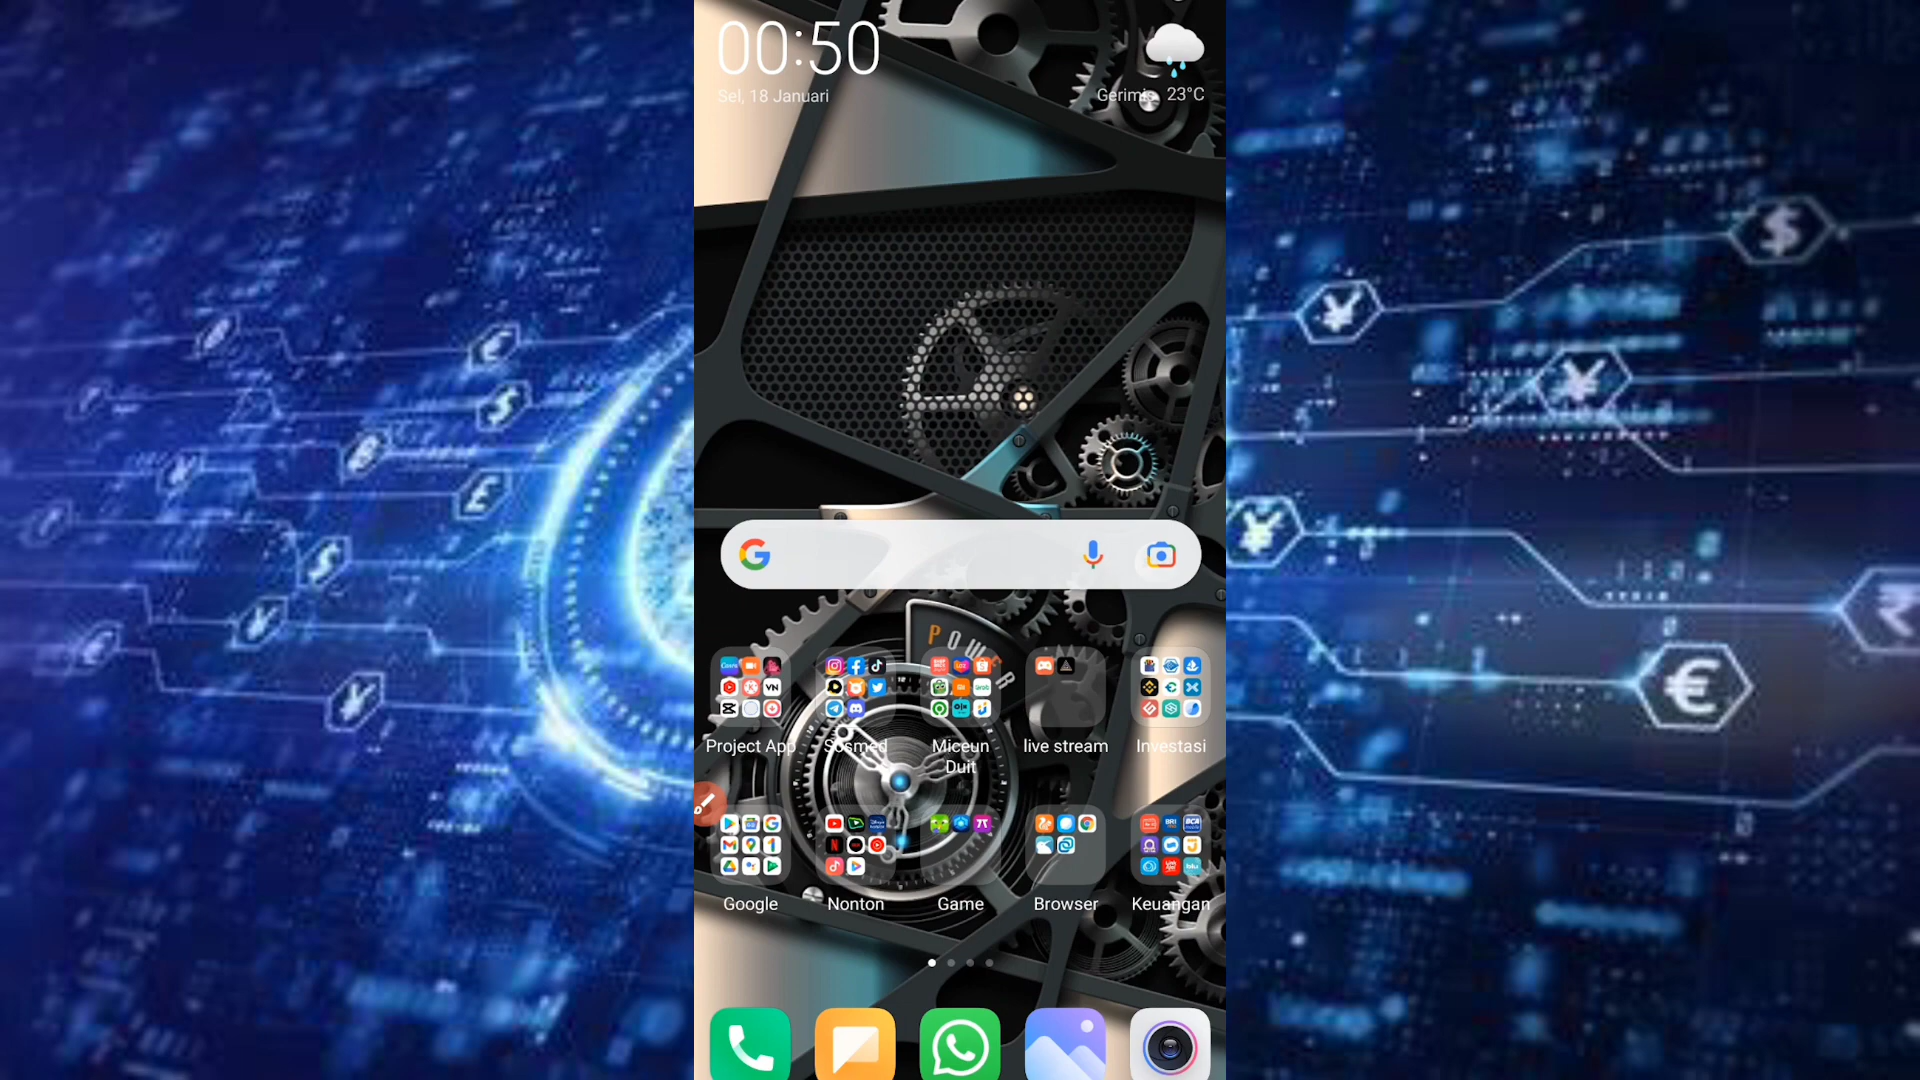 00:50
Sel, 18 Januari
Gerimis 23°C
POWER
Project App
Sosmed
Miceun
Duit
live stream
Investasi
Google
Nonton
Game
Browser
Keuangan